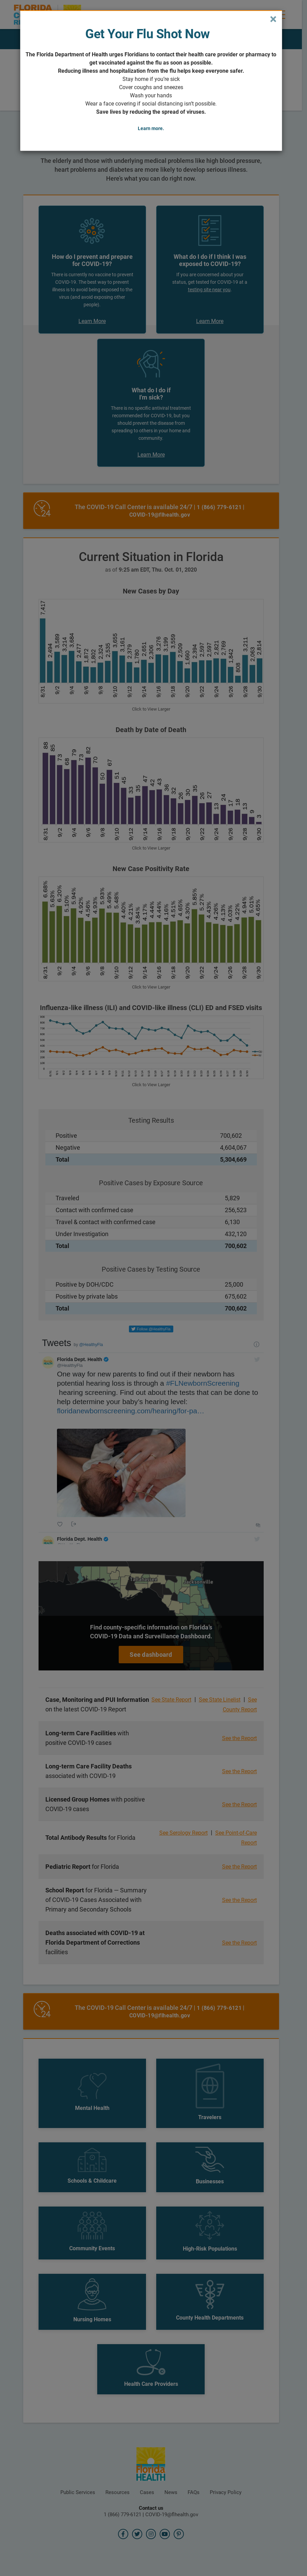 FLORIDA
×
Get Your Flu Shot Now
The Florida Department of Health urges Floridians to contact their health care provider or pharmacy to
get vaccinated against the flu as soon as possible.
Reducing illness and hospitalization from the flu helps keep everyone safer.
Stay home if you're sick
Cover coughs and sneezes
Wash your hands
Wear a face covering if social distancing isn't possible.
Save lives by reducing the spread of viruses.
Learn more.
The elderly and those with underlying medical problems like high blood pressure,
heart problems and diabetes are more likely to develop serious illness.
Here's what you can do right now.
How do I prevent and prepare
for COVID-19?
There is currently no vaccine to prevent
COVID-19. The best way to prevent
illness is to avoid being exposed to the
virus (and avoid exposing other
people).
Learn More
What do I do if I think I was
exposed to COVID-19?
If you are concerned about your
status, get tested for COVID-19 at a
testing site near you.
Learn More
What do I do if
I'm sick?
There is no specific antiviral treatment
recommended for COVID-19, but you
should prevent the disease from
spreading to others in your home and
community.
Learn More
24
The COVID-19 Call Center is available 24/7 | 1 (866) 779-6121 |
COVID-19@flhealth.gov
Current Situation in Florida
as of 9:25 am EDT, Thu. Oct. 01, 2020
New Cases by Day
Click to View Larger
Death by Date of Death
Click to View Larger
New Case Positivity Rate
Click to View Larger
Influenza-like illness (ILI) and COVID-like illness (CLI) ED and FSED visits
Click to View Larger
Testing Results
Positive 700,602
Negative 4,604,067
Total 5,304,669
Positive Cases by Exposure Source
Traveled 5,829
Contact with confirmed case 256,523
Travel & contact with confirmed case 6,130
Under Investigation 432,120
Total 700,602
Positive Cases by Testing Source
Positive by DOH/CDC 25,000
Positive by private labs 675,602
Total 700,602
Follow @HealthyFla
Tweets by @HealthyFla
Florida Dept. Health
@HealthyFla
One way for new parents to find out if their newborn has
potential hearing loss is through a #FLNewbornScreening
hearing screening. Find out about the tests that can be done to
help determine your baby's hearing level:
floridanewbornscreening.com/hearing/for-pa…
Florida Dept. Health
Find county-specific information on Florida's
COVID-19 Data and Surveillance Dashboard.
See dashboard
Case, Monitoring and PUI Information See State Report | See State Linelist | See
on the latest COVID-19 Report County Report
Long-term Care Facilities with
positive COVID-19 cases See the Report
Long-term Care Facility Deaths
associated with COVID-19 See the Report
Licensed Group Homes with positive
COVID-19 cases See the Report
Total Antibody Results for Florida See Serology Report | See Point-of-Care
Report
Pediatric Report for Florida See the Report
School Report for Florida — Summary
of COVID-19 Cases Associated with See the Report
Primary and Secondary Schools
Deaths associated with COVID-19 at
Florida Department of Corrections See the Report
facilities
24
The COVID-19 Call Center is available 24/7 | 1 (866) 779-6121 |
COVID-19@flhealth.gov
Mental Health
Travelers
Schools & Childcare
Businesses
Community Events
High-Risk Populations
Nursing Homes
County Health Departments
Health Care Providers
Florida
HEALTH
Public Services Resources Cases News FAQs Privacy Policy
Contact us
1 (866) 779-6121 | COVID-19@flhealth.gov